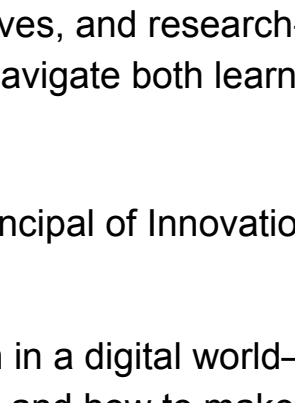 ves, and research-
avigate both learn
ncipal of Innovatio
n in a digital world–
and how to make